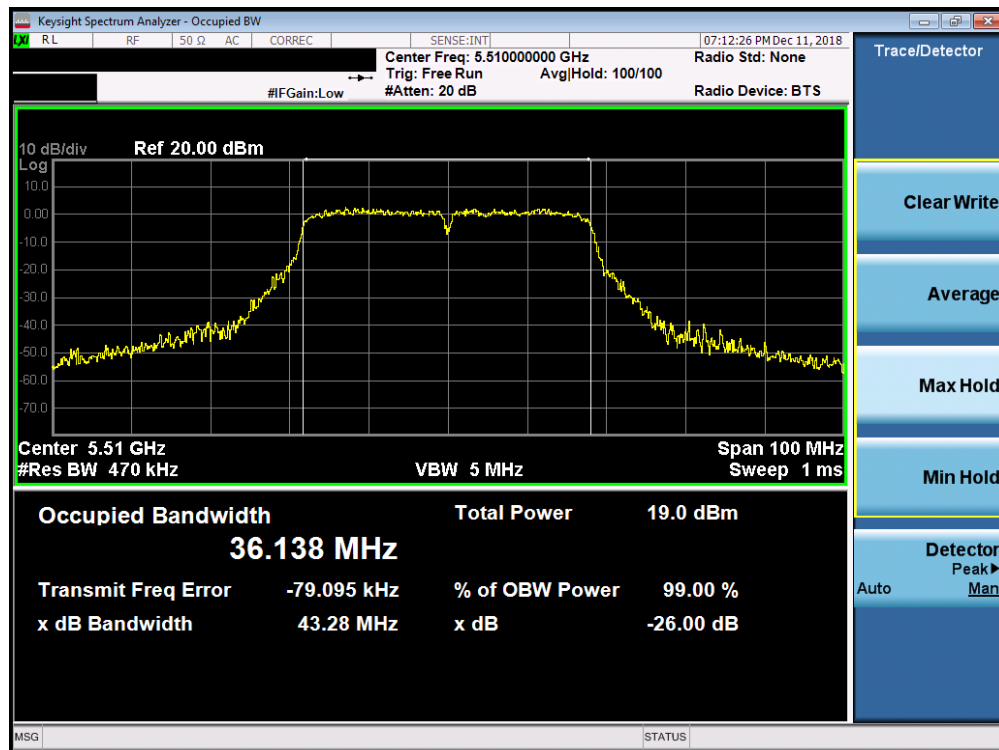 Keysight Spectrum Analyzer - Occupied BW
LXI RL RF 50 Ω AC CORREC SENSE:INT 07:12:26 PM Dec 11, 2018
Center Freq: 5.510000000 GHz Radio Std: None
Trig: Free Run Avg|Hold: 100/100
#IFGain:Low #Atten: 20 dB Radio Device: BTS
10 dB/div Ref 20.00 dBm
Log
10.0
0.00
-10.0
-20.0
-30.0
-40.0
-50.0
-60.0
-70.0
Center 5.51 GHz Span 100 MHz
#Res BW 470 kHz VBW 5 MHz Sweep 1 ms
Occupied Bandwidth Total Power 19.0 dBm
36.138 MHz
Transmit Freq Error -79.095 kHz % of OBW Power 99.00 %
x dB Bandwidth 43.28 MHz x dB -26.00 dB
MSG STATUS
Trace/Detector
Clear Write
Average
Max Hold
Min Hold
Detector
Peak▶
Auto Man